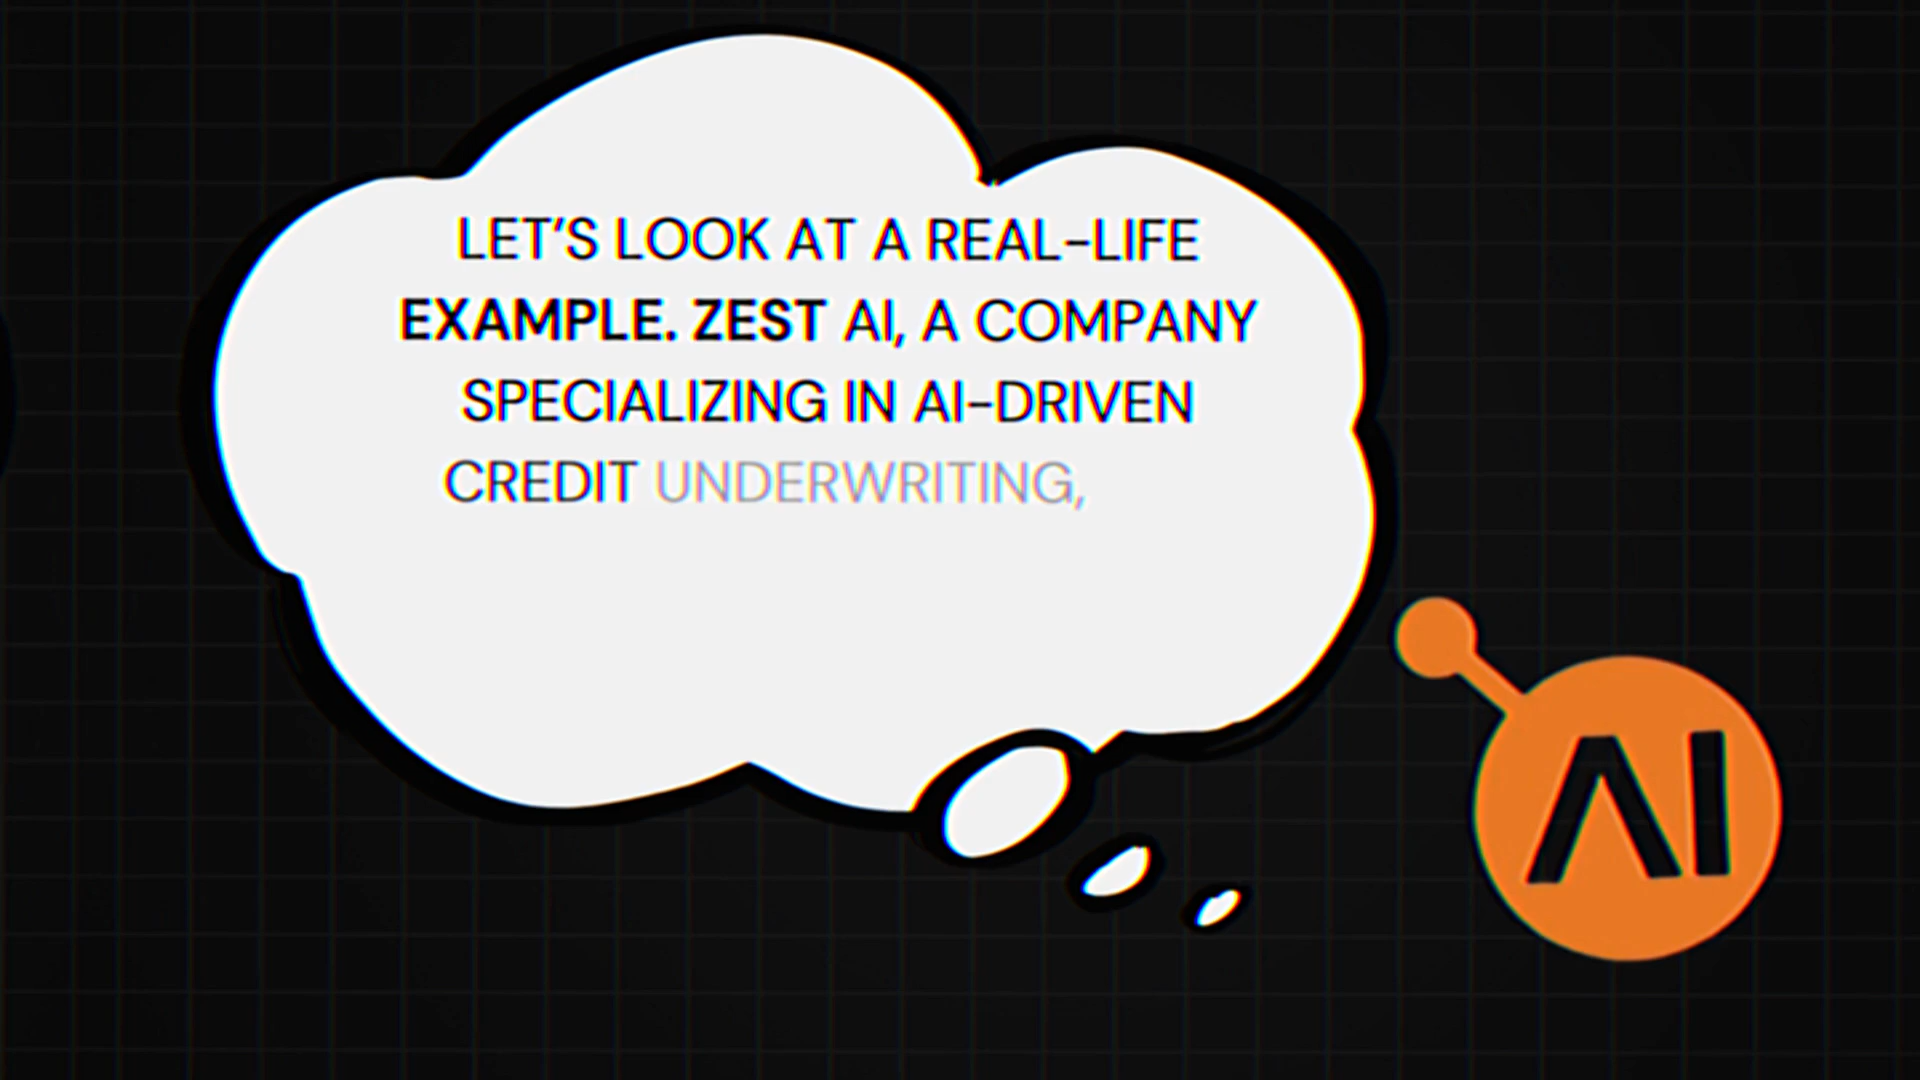 LET’S LOOK AT A REAL-LIFE
EXAMPLE. ZEST AI, A COMPANY
SPECIALIZING IN AI-DRIVEN
CREDIT UNDERWRITING,
AI